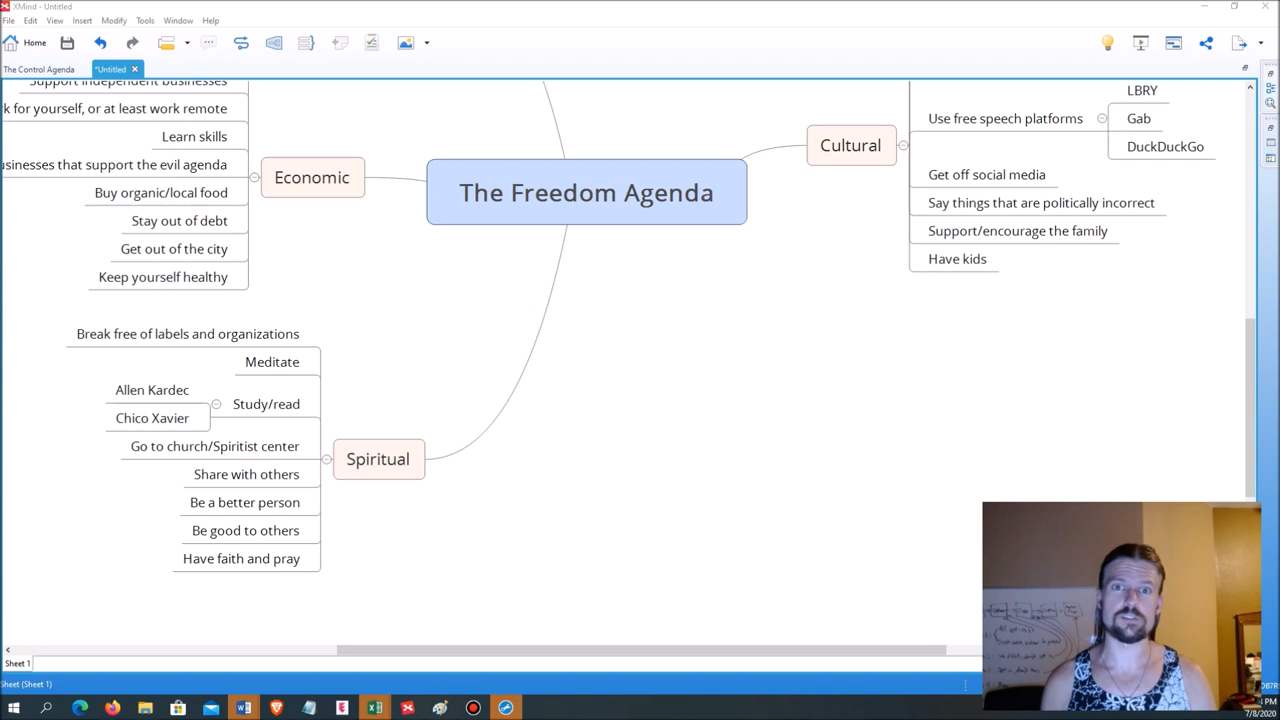 XMind - Untitled
File Edit View Insert Modify Tools Window Help
Home
The Control Agenda
*Untitled
Support independent businesses
k for yourself, or at least work remote
Learn skills
usinesses that support the evil agenda
Buy organic/local food
Stay out of debt
Get out of the city
Keep yourself healthy
Economic
The Freedom Agenda
Cultural
LBRY
Use free speech platforms
Gab
DuckDuckGo
Get off social media
Say things that are politically incorrect
Support/encourage the family
Have kids
Break free of labels and organizations
Meditate
Allen Kardec
Study/read
Chico Xavier
Go to church/Spiritist center
Spiritual
Share with others
Be a better person
Be good to others
Have faith and pray
Sheet 1
Sheet (Sheet 1)
4 PM
7/8/2020